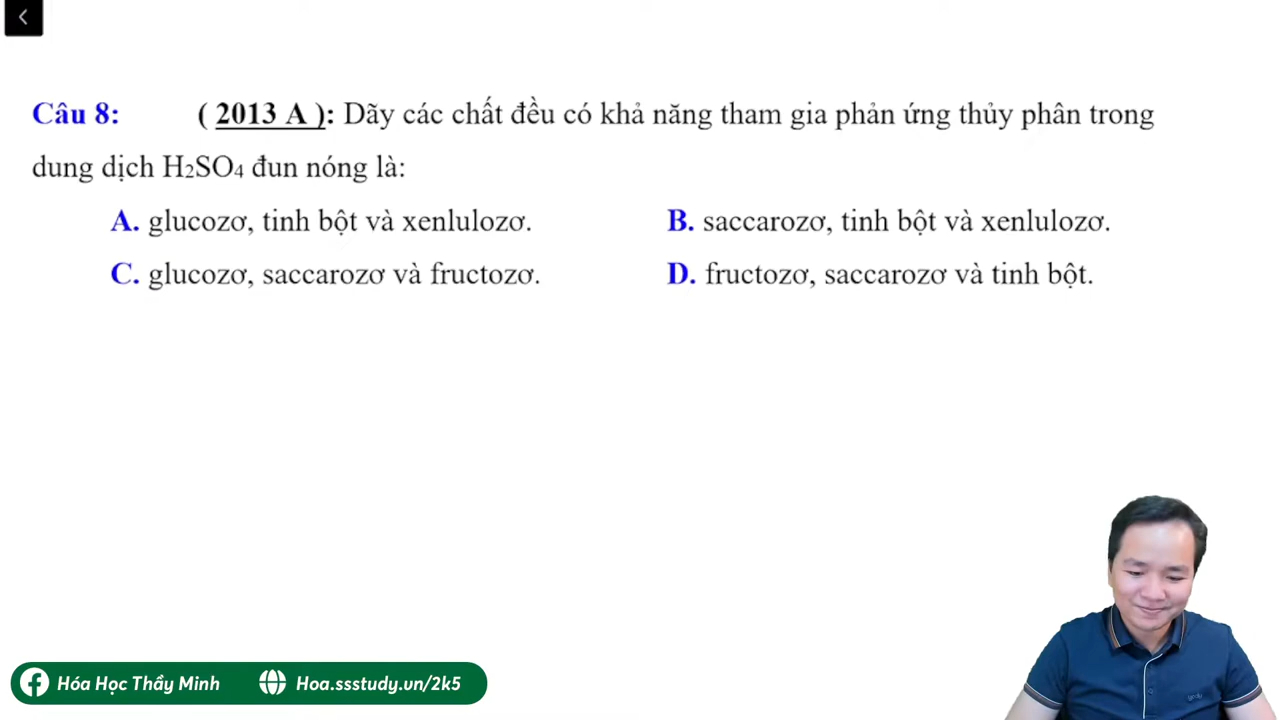 Câu 8: ( 2013 A ): Dãy các chất đều có khả năng tham gia phản ứng thủy phân trong
dung dịch H₂SO₄ đun nóng là:
A. glucozơ, tinh bột và xenlulozơ. B. saccarozơ, tinh bột và xenlulozơ.
C. glucozơ, saccarozơ và fructozơ. D. fructozơ, saccarozơ và tinh bột.
Hóa Học Thầy Minh Hoa.ssstudy.vn/2k5